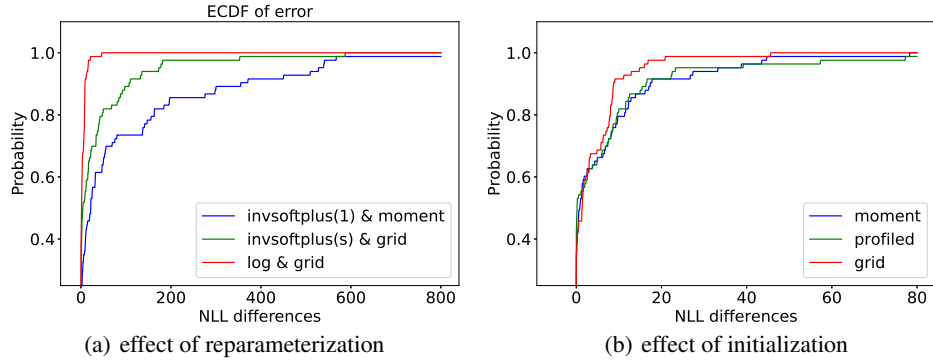 ECDF of error
Probability
1.0
0.8
0.6
0.4
invsoftplus(1) & moment
invsoftplus(s) & grid
log & grid
0 200 400 600 800
NLL differences
(a) effect of reparameterization
Probability
1.0
0.8
0.6
0.4
moment
profiled
grid
0 20 40 60 80
NLL differences
(b) effect of initialization